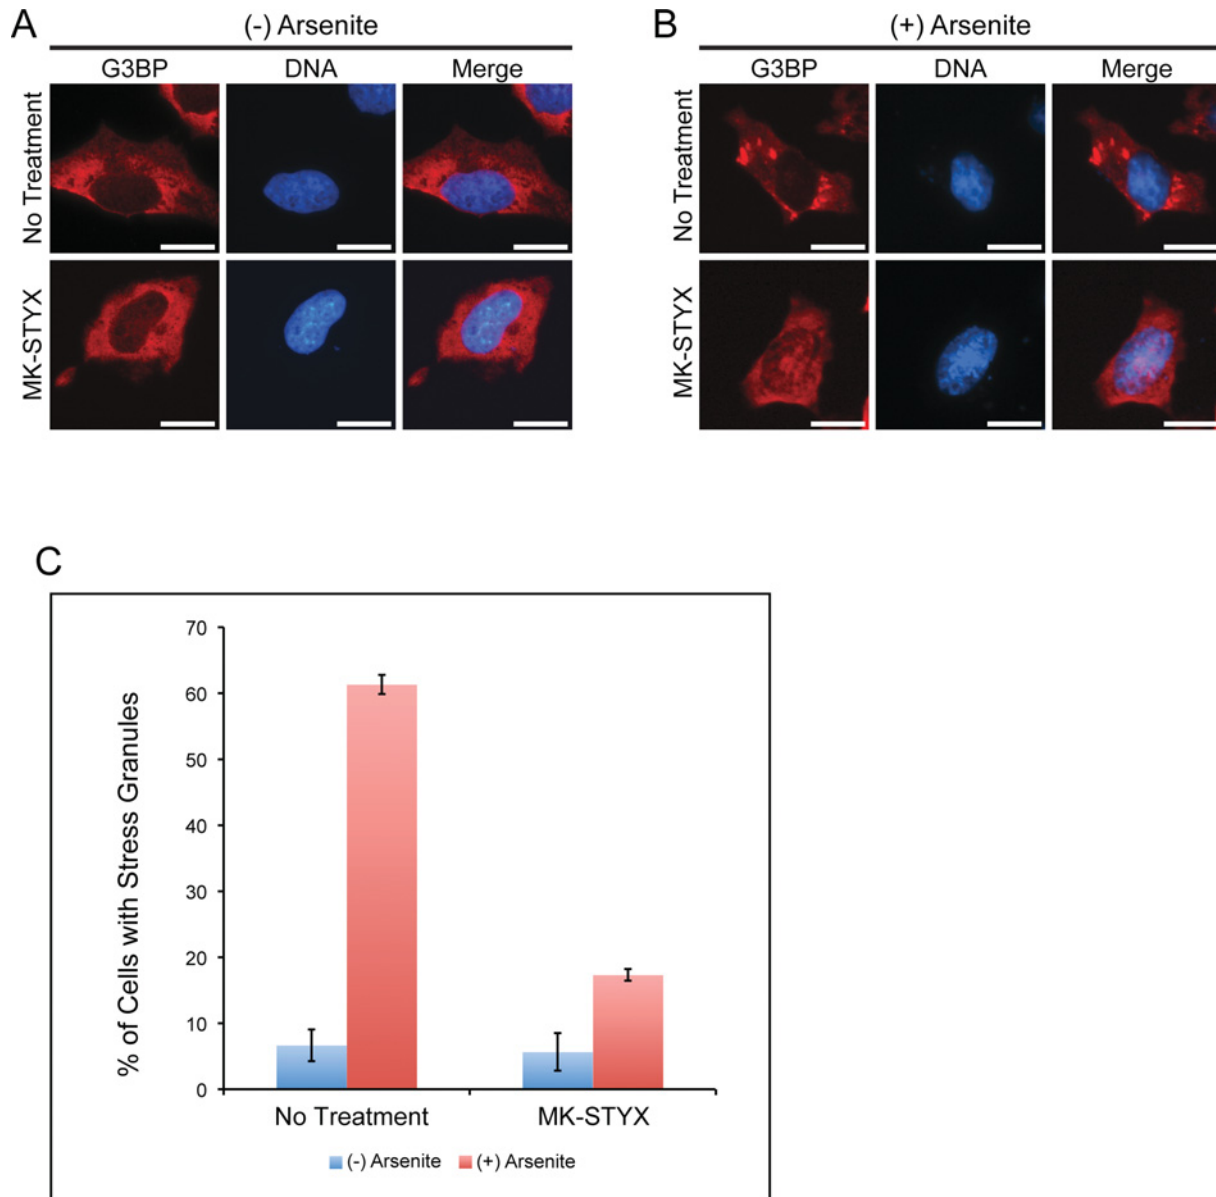 A
(-) Arsenite
G3BP DNA Merge
No Treatment
MK-STYX
B
(+) Arsenite
G3BP DNA Merge
No Treatment
MK-STYX
C
% of Cells with Stress Granules
70
60
50
40
30
20
10
0
No Treatment MK-STYX
(-) Arsenite (+) Arsenite